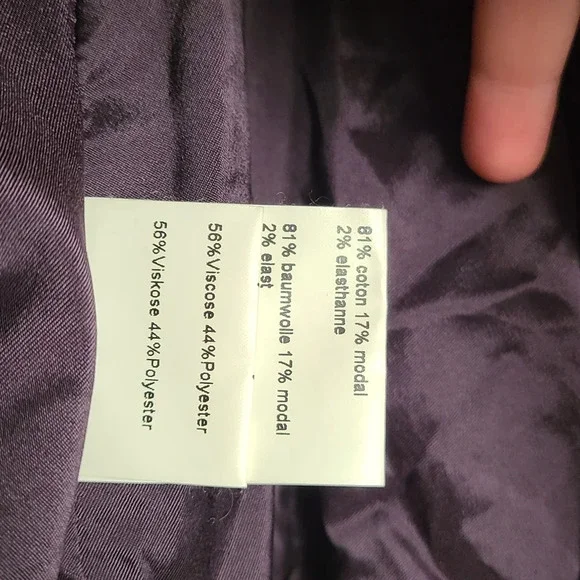 81% coton 17% modal
2% elasthanne
81% baumwolle 17% modal
2% elast
56%Viscose 44%Polyester
56%Viskose 44%Polyester